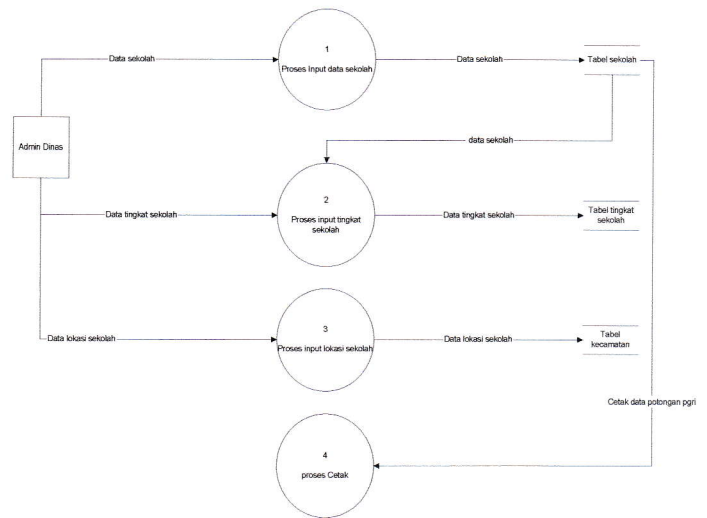 1
Data sekolah
Proses Input data sekolah
Data sekolah
Tabel sekolah
Admin Dinas
data sekolah
2
Data tingkat sekolah
Proses input tingkat
sekolah
Data tingkat sekolah
Tabel tingkat
sekolah
3
Data lokasi sekolah
Proses input lokasi sekolah
Data lokasi sekolah
Tabel
kecamatan
Cetak data potongan pgri
4
proses Cetak